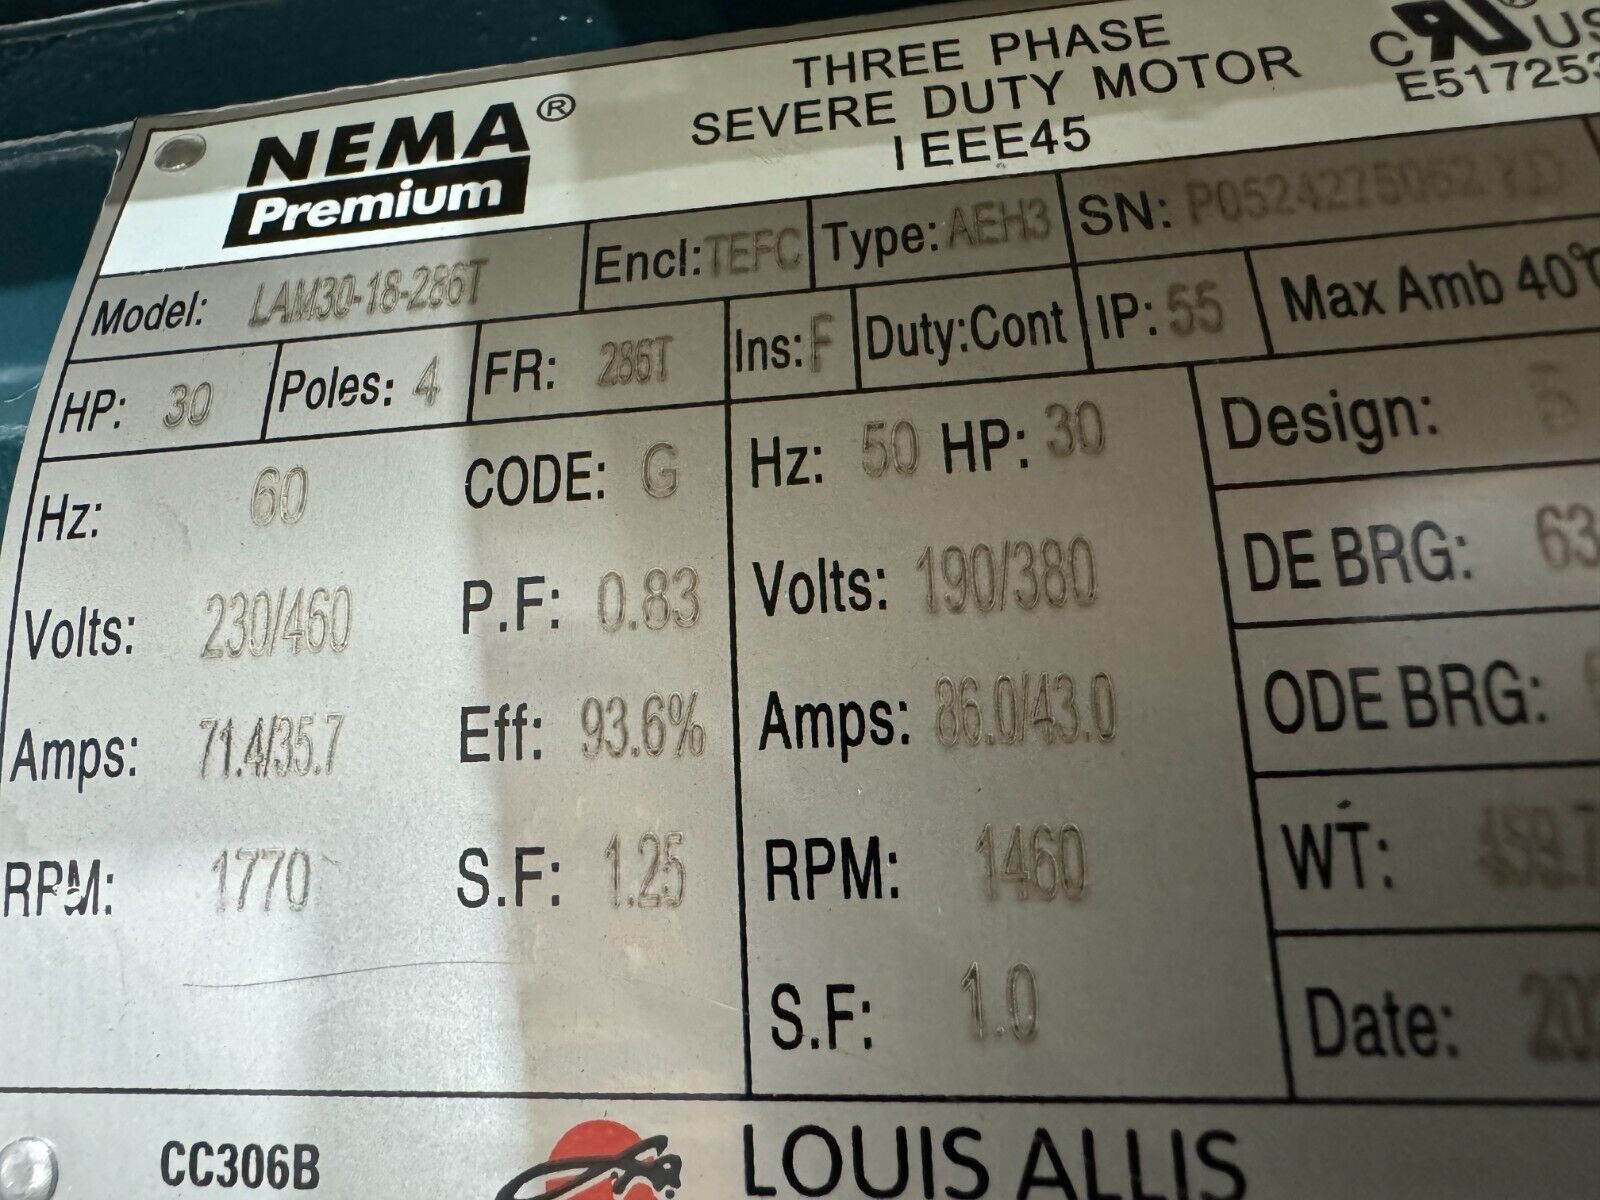 NEMA® Premium
THREE PHASE
SEVERE DUTY MOTOR
IEEE45
C US
E517253
Model: LAM30-18-286T Encl: TEFC Type: AEH3 SN:
HP: 30 Poles: 4 FR: 286T Ins: F Duty: Cont IP: 55 Max Amb 40°C
Hz: 60 CODE: G Hz: 50 HP: 30 Design:
Volts: 230/460 P.F: 0.83 Volts: 190/380 DE BRG: 63
Amps: 71.4/35.7 Eff: 93.6% Amps: 86.0/43.0 ODE BRG:
RPM: 1770 S.F: 1.25 RPM: 1460 WT:
S.F: 1.0 Date:
CC306B LOUIS ALLIS